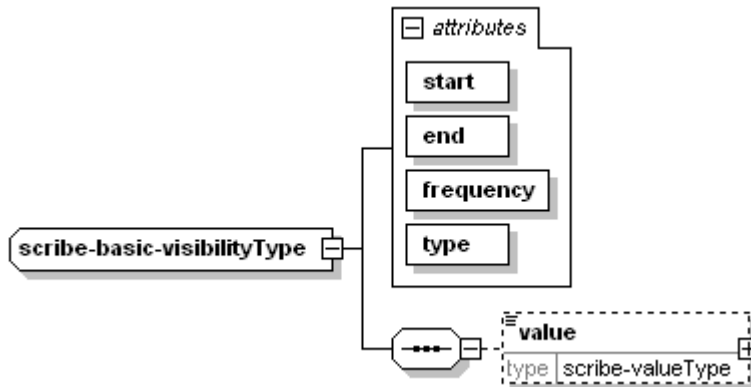 attributes
start
end
frequency
type
scribe-basic-visibilityType
value
type scribe-valueType